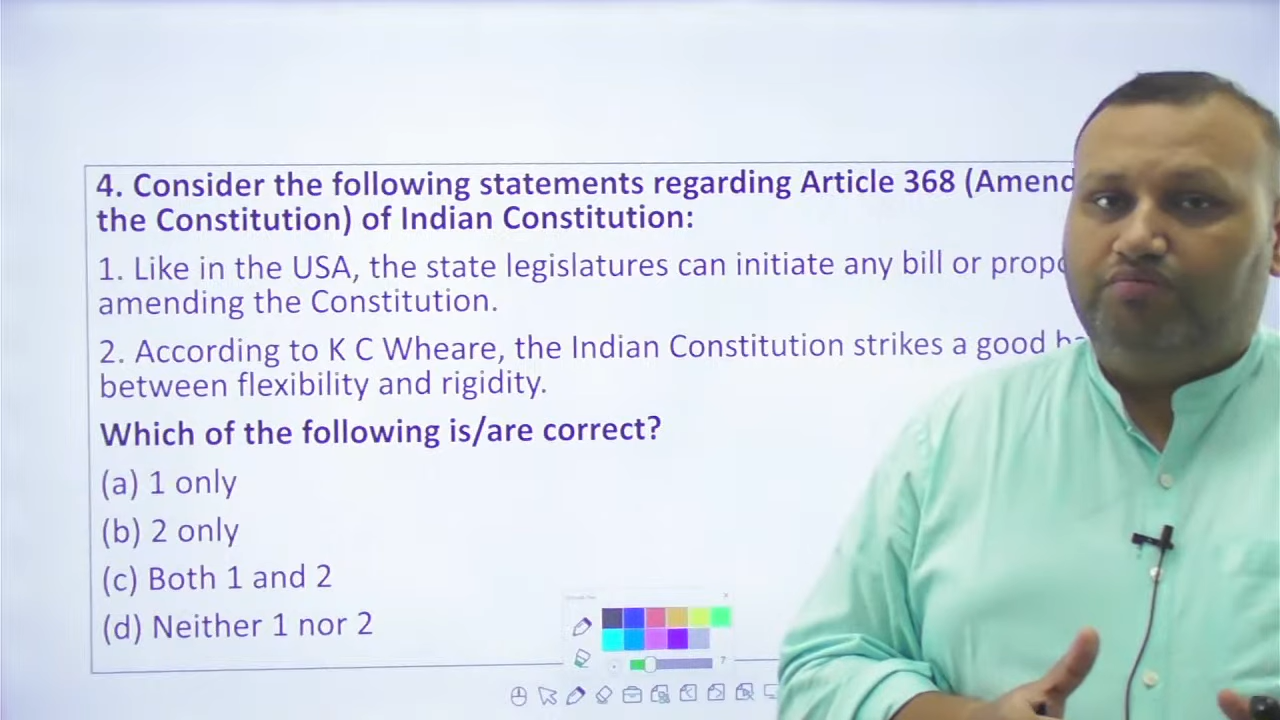 4. Consider the following statements regarding Article 368 (Amend
the Constitution) of Indian Constitution:
1. Like in the USA, the state legislatures can initiate any bill or
amending the Constitution.
2. According to K C Wheare, the Indian Constitution strikes a good
between flexibility and rigidity.
Which of the following is/are correct?
(a) 1 only
(b) 2 only
(c) Both 1 and 2
(d) Neither 1 nor 2
7